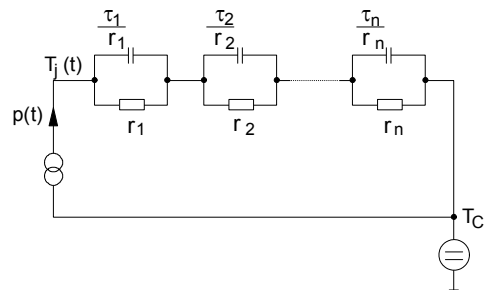 τ1
r1
τ2
r2
τn
rn
Tj(t)
p(t)
r1
r2
rn
TC